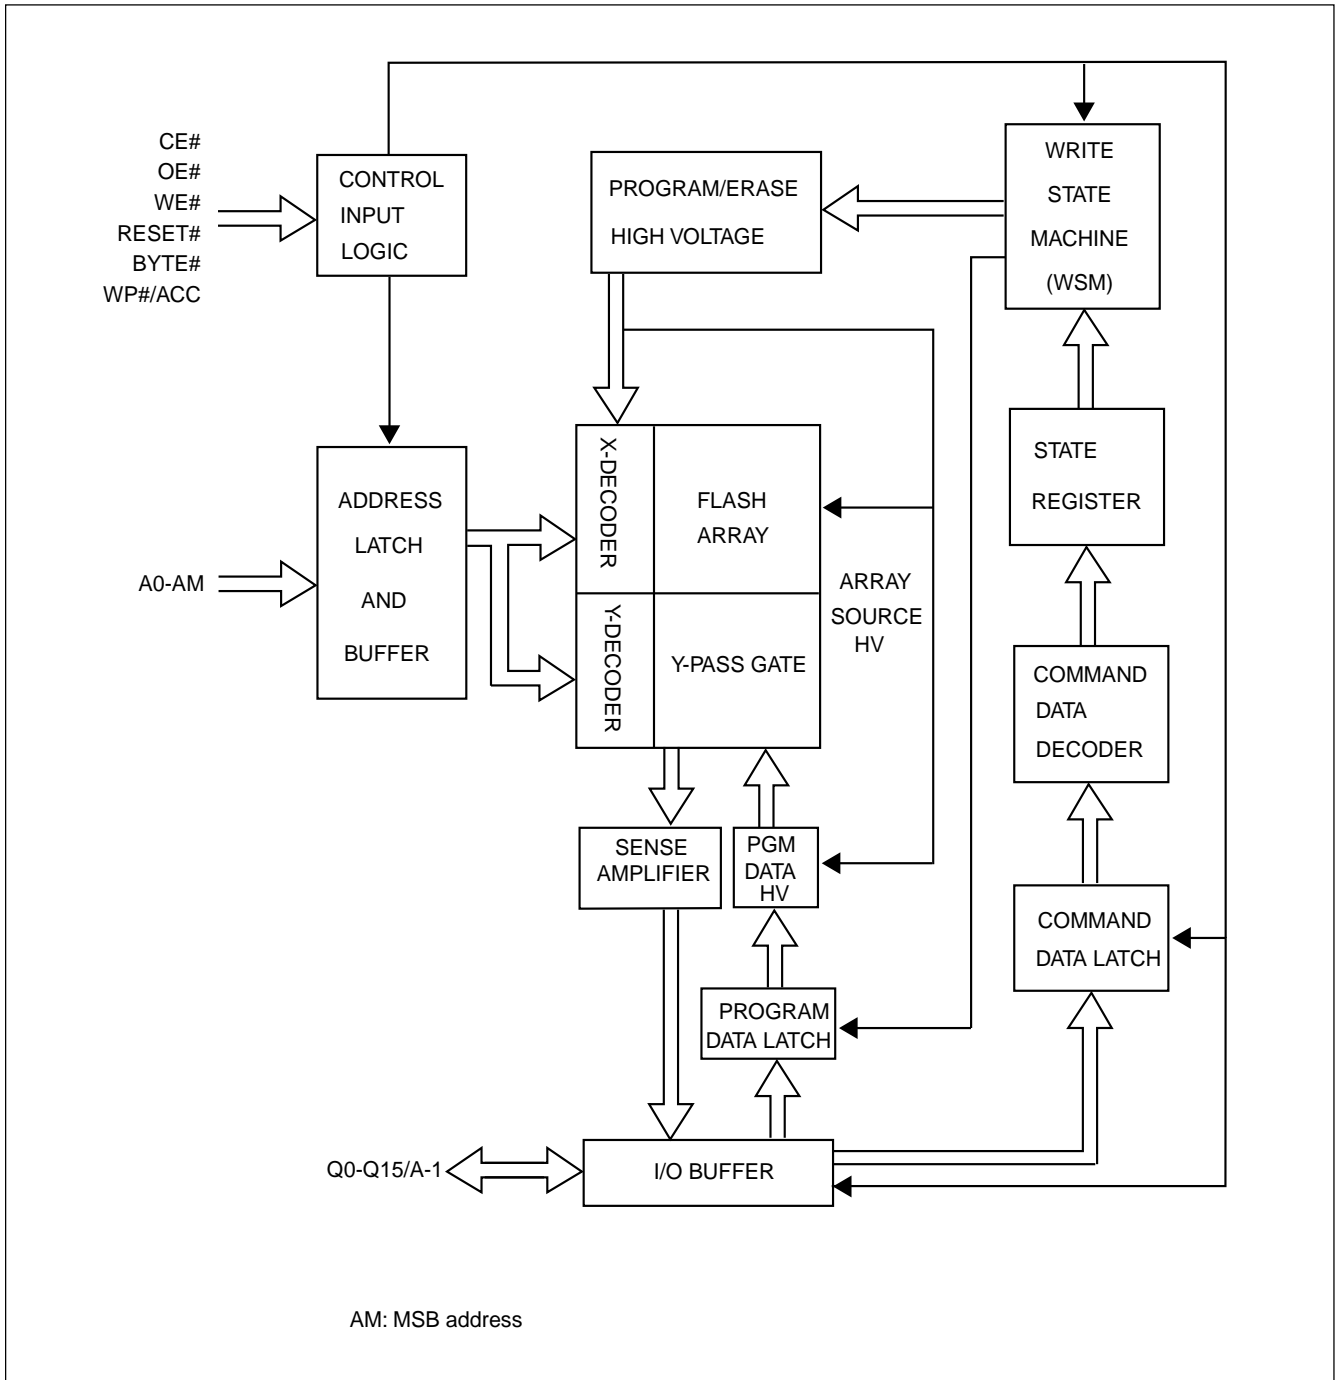 CE#
OE#
WE#
RESET#
BYTE#
WP#/ACC
CONTROL
INPUT
LOGIC
PROGRAM/ERASE
HIGH VOLTAGE
WRITE
STATE
MACHINE
(WSM)
STATE
REGISTER
X-DECODER
FLASH
ARRAY
ADDRESS
LATCH
AND
BUFFER
A0-AM
ARRAY
SOURCE
HV
Y-DECODER
Y-PASS GATE
COMMAND
DATA
DECODER
SENSE
AMPLIFIER
PGM
DATA
HV
COMMAND
DATA LATCH
PROGRAM
DATA LATCH
Q0-Q15/A-1
I/O BUFFER
AM: MSB address